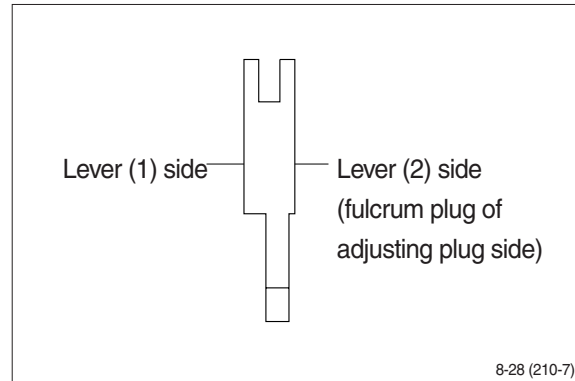 Lever (1) side
Lever (2) side
(fulcrum plug of
adjusting plug side)
8-28 (210-7)